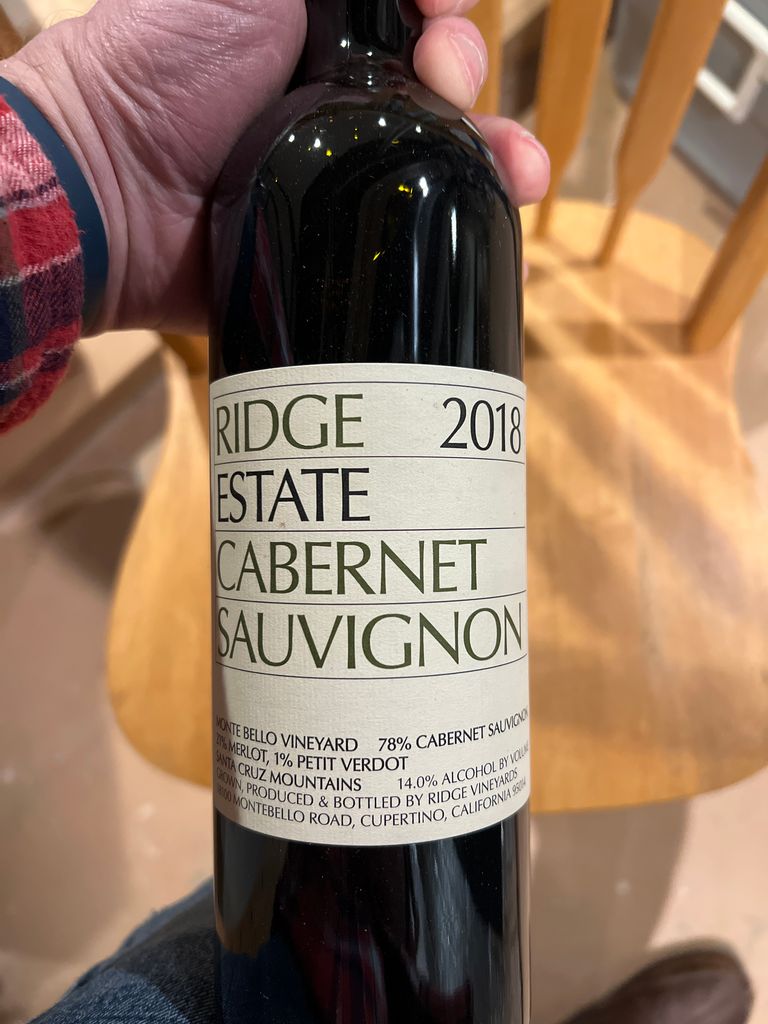 RIDGE 2018
ESTATE
CABERNET
SAUVIGNON
MONTE BELLO VINEYARD 78% CABERNET SAUVIGNON
21% MERLOT, 1% PETIT VERDOT
SANTA CRUZ MOUNTAINS 14.0% ALCOHOL BY VOLUME
GROWN, PRODUCED & BOTTLED BY RIDGE VINEYARDS
MONTEBELLO ROAD, CUPERTINO, CALIFORNIA 95014